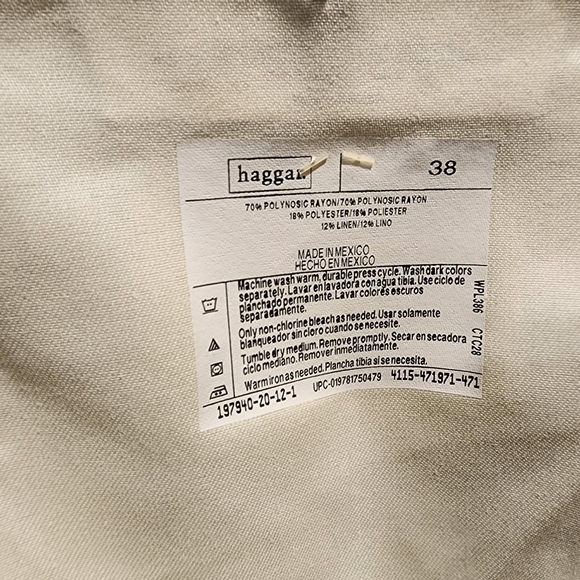 haggar
38
70% POLYNOSIC RAYON/70% POLYNOSIC RAYON
18% POLYESTER/18% POLIESTER
12% LINEN/12% LINO
MADE IN MEXICO
HECHO EN MEXICO
Machine wash warm, durable press cycle. Wash dark colors
separately. Lavar en lavadora con agua tibia. Use ciclo de
planchado permanente. Lavar colores oscuros
separadamente.
Only non-chlorine bleach as needed. Usar solamente
blanqueador sin cloro cuando se necesite.
Tumble dry medium. Remove promptly. Secar en secadora
ciclo mediano. Remover inmediatamente.
Warm iron as needed. Plancha tibia si se necesita.
WPL386 CTC28
197940-20-12-1 UPC-019781750479 4115-471971-471